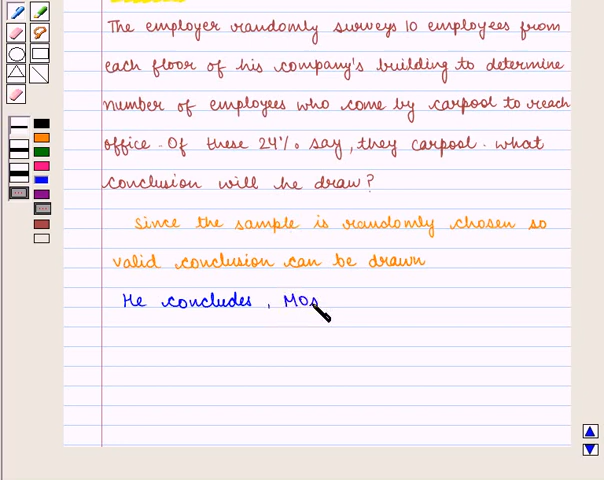 The employer randomly surveys 10 employees from
each floor of his company's building to determine
number of employees who come by carpool to reach
office. Of these 24% say, they carpool. what
conclusion will he draw?
Since the sample is randomly chosen so
valid conclusion can be drawn
He concludes, Mos